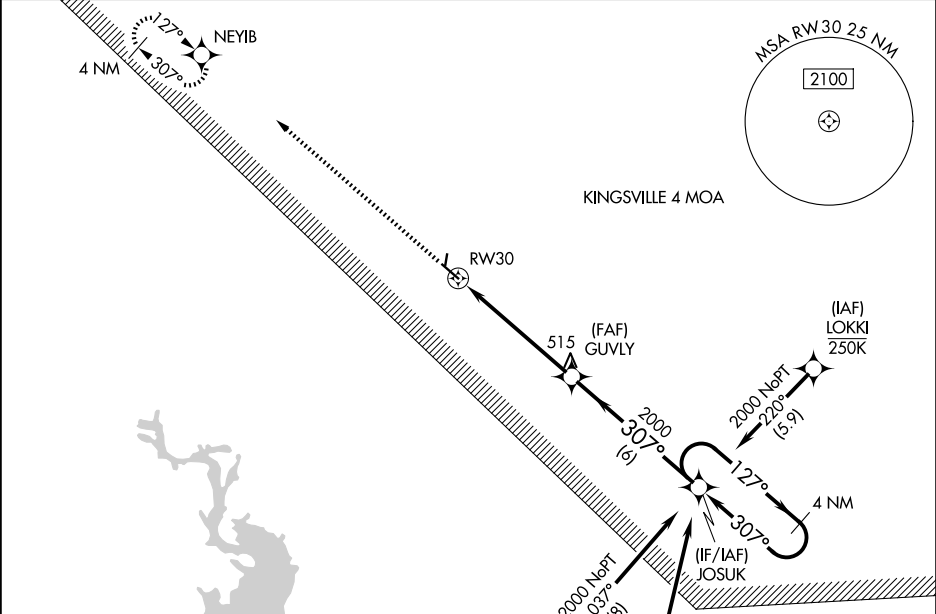 127°
NEYIB
4 NM
307°
MSA RW30 25 NM
2100
KINGSVILLE 4 MOA
RW30
(IAF)
LOKKI
250K
515
(FAF)
GUVLY
2000 NoPT
220°
(5.9)
2000
307°
(6)
127°
4 NM
307°
(IF/IAF)
JOSUK
2000 NoPT
037°